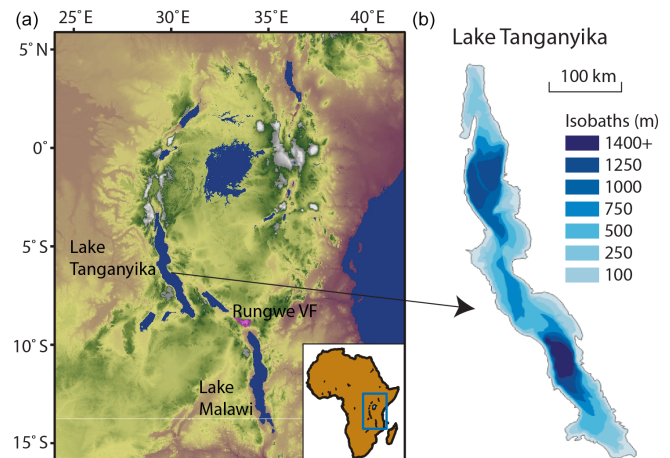 (a)
25°E
30°E
35°E
40°E
5°N
0°
5°S
10°S
15°S
Lake
Tanganyika
Rungwe VF
Lake
Malawi
(b)
Lake Tanganyika
100 km
Isobaths (m)
1400+
1250
1000
750
500
250
100